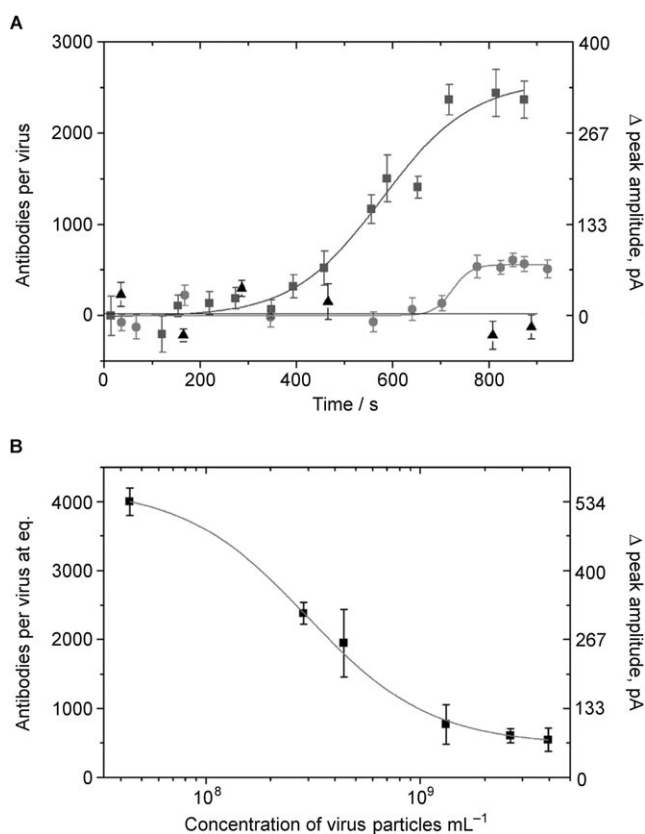 A
3000
2000
1000
0
Antibodies per virus
400
267
133
0
Δ peak amplitude, pA
0 200 400 600 800
Time / s
B
4000
3000
2000
1000
0
Antibodies per virus at eq.
534
400
267
133
0
Δ peak amplitude, pA
10⁸ 10⁹
Concentration of virus particles mL⁻¹